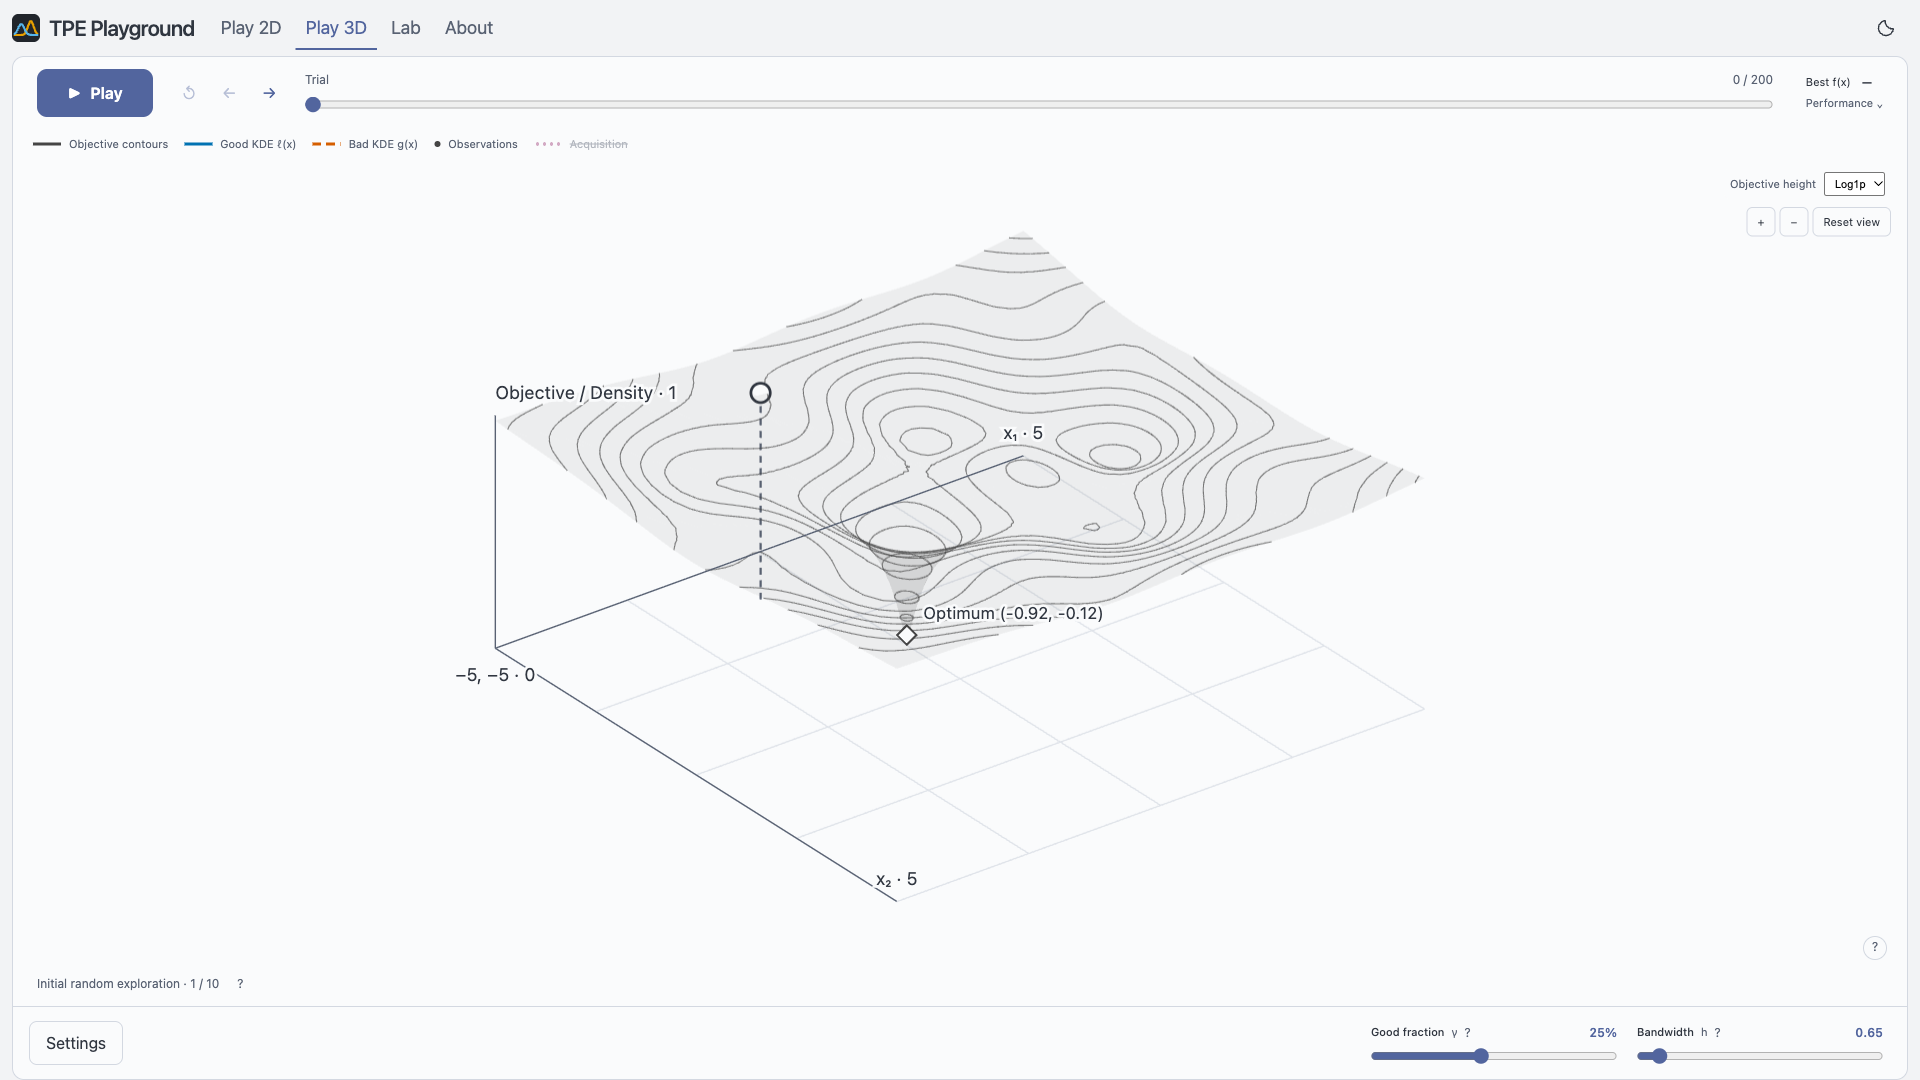 TPE Playground Play 2D Play 3D Lab About
Play
Trial 0 / 200
Best f(x) —
Performance
Objective contours Good KDE ℓ(x) Bad KDE g(x) Observations Acquisition
Objective height Log1p
+ − Reset view
Objective / Density · 1
x₁ · 5
Optimum (-0.92, -0.12)
−5, −5 · 0
x₂ · 5
?
Initial random exploration · 1 / 10 ?
Settings
Good fraction γ ? 25%
Bandwidth h ? 0.65